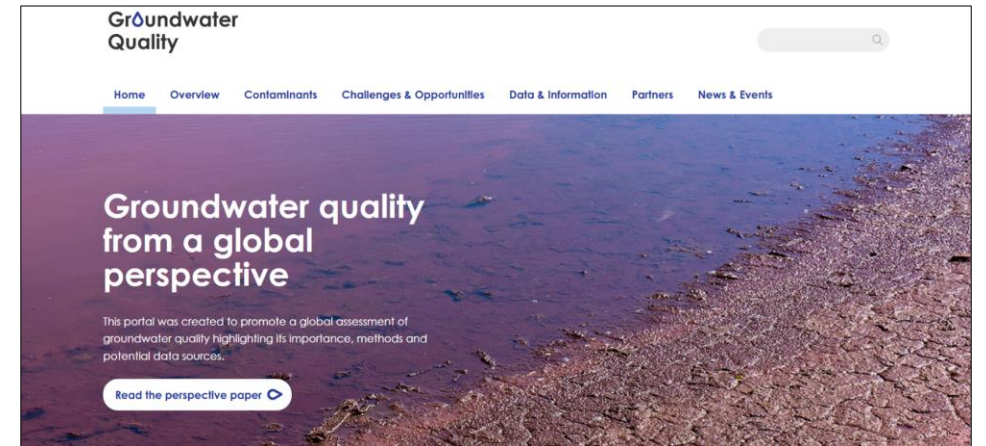 Groundwater
Quality
Home Overview Contaminants Challenges & Opportunities Data & Information Partners News & Events
Groundwater quality
from a global
perspective
This portal was created to promote a global assessment of
groundwater quality highlighting its importance, methods and
potential data sources.
Read the perspective paper